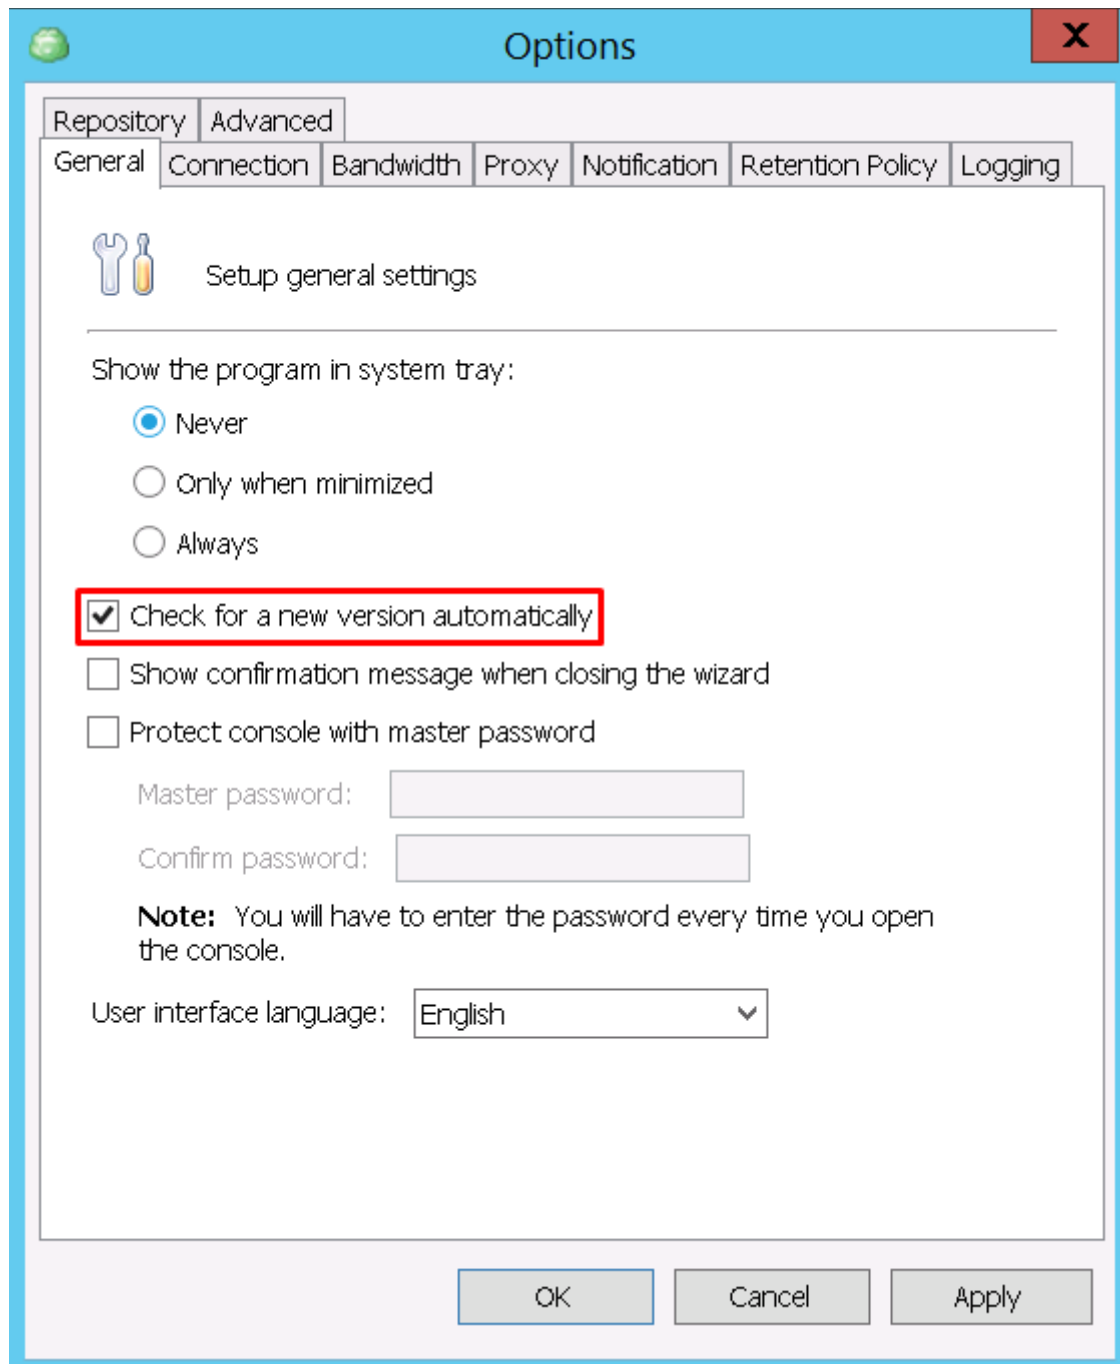 Options
X
Repository Advanced
General Connection Bandwidth Proxy Notification Retention Policy Logging
Setup general settings
Show the program in system tray:
Never
Only when minimized
Always
Check for a new version automatically
Show confirmation message when closing the wizard
Protect console with master password
Master password:
Confirm password:
Note: You will have to enter the password every time you open
the console.
User interface language: English
OK Cancel Apply